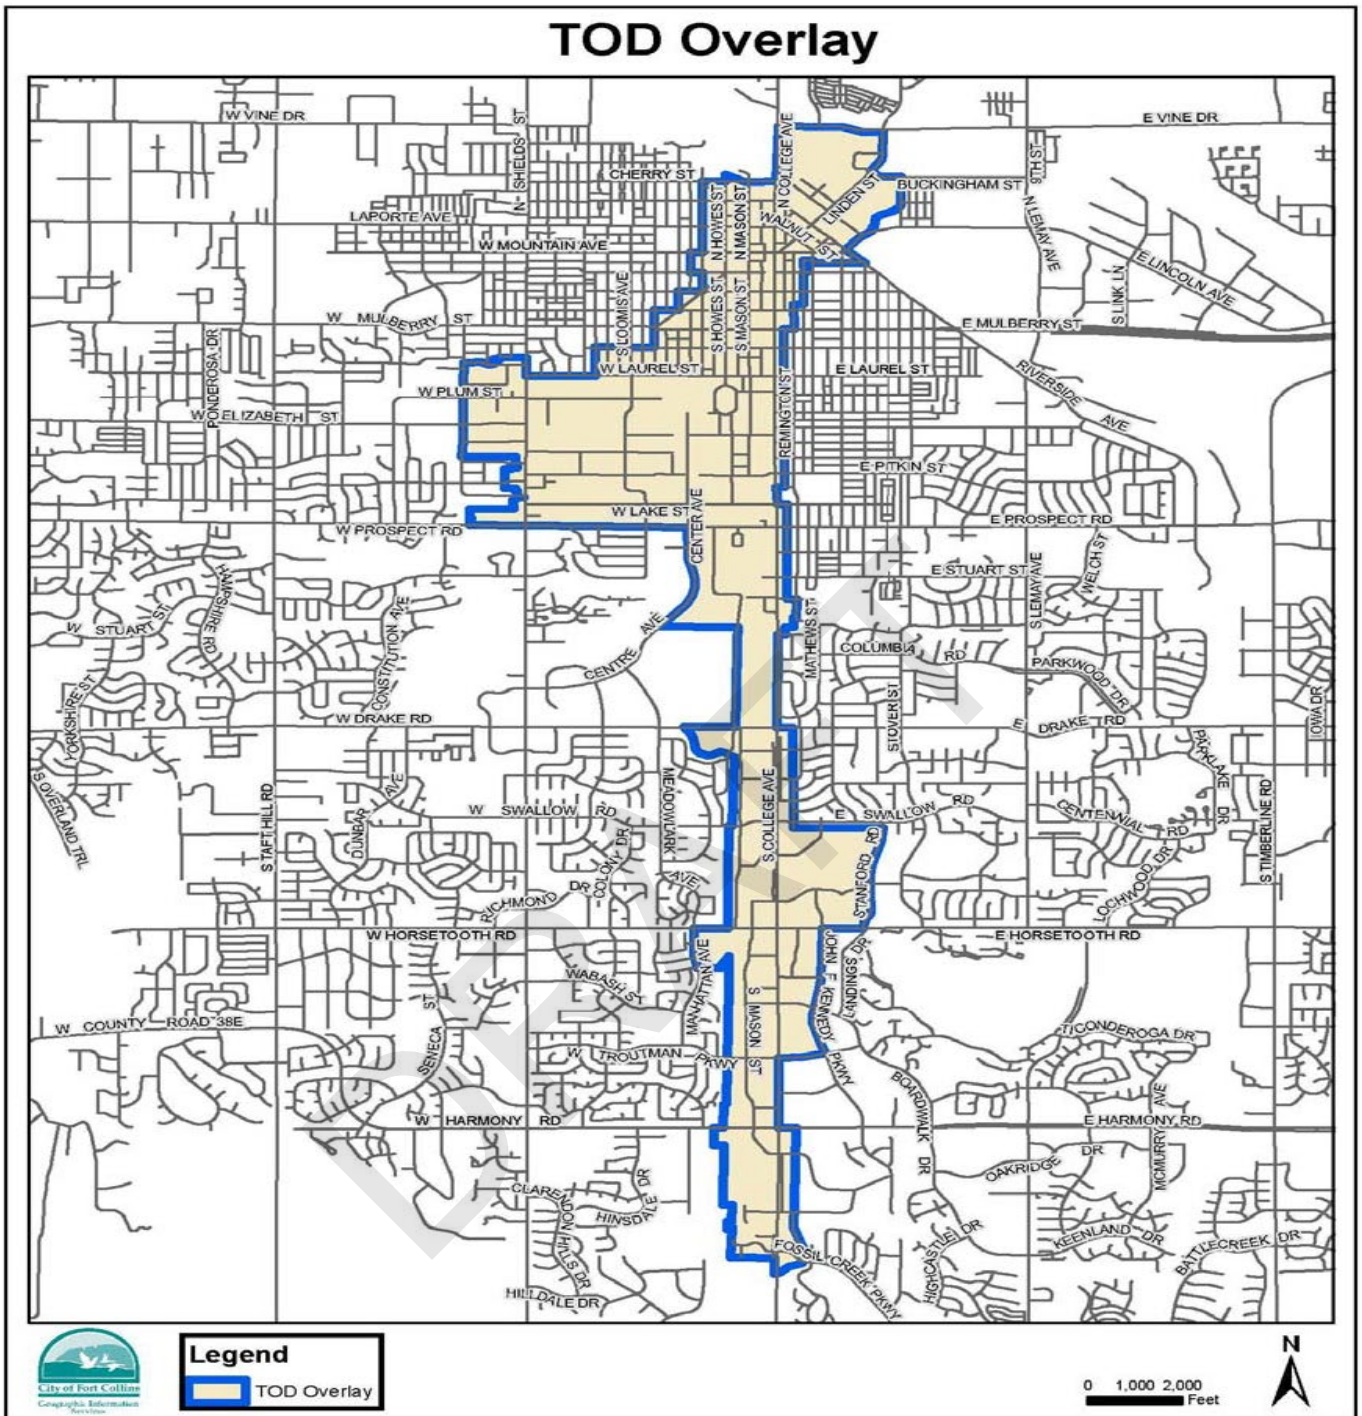 TOD Overlay
W VINE DR
E VINE DR
N SHIELDS ST
N COLLEGE AVE
9TH ST
CHERRY ST
BUCKINGHAM ST
LINDEN ST
LAPORTE AVE
N HOWES ST
N MASON ST
WALNUT ST
N LEMAY AVE
W MOUNTAIN AVE
E LINCOLN AVE
S LINK LN
S LOOMIS AVE
S HOWES ST
S MASON ST
W MULBERRY ST
E MULBERRY ST
PONDEROSA DR
W LAUREL ST
E LAUREL ST
RIVERSIDE AVE
W PLUM ST
REMINGTON ST
W ELIZABETH ST
E PITKIN ST
W LAKE ST
CENTER AVE
W PROSPECT RD
E PROSPECT RD
HAMPSHIRE RD
E STUART ST
S LEMAY AVE
WELCH ST
W STUART ST
CONSTITUTION AVE
CENTRE AVE
MATHEWS ST
COLUMBIA RD
PARKWOOD DR
YORKSHIRE ST
STOVER ST
IOWA DR
W DRAKE RD
E DRAKE RD
S OVERLAND TRL
S TAFT HILL RD
DUNBAR AVE
MEADOWLARK AVE
S COLLEGE AVE
PARKLAKE DR
S TIMBERLINE RD
W SWALLOW RD
E SWALLOW RD
CENTENNIAL RD
COLONY DR
STANFORD RD
LOCHWOOD DR
RICHMOND DR
W HORSETOOTH RD
E HORSETOOTH RD
MANHATTAN AVE
JOHN F KENNEDY PKWY
LANDINGS DR
WABASH ST
S MASON ST
W COUNTY ROAD 38E
SENECA ST
TICONDEROGA DR
W TROUTMAN PKWY
BOARDWALK DR
MCMURRY AVE
W HARMONY RD
E HARMONY RD
OAKRIDGE DR
CLARENDON HILLS DR
HINSDALE DR
HIGHCASTLE DR
KEENLAND DR
BATTLECREEK DR
FOSSIL CREEK PKWY
HILLDALE DR
DRAFT
City of Fort Collins
Geographic Information
Services
Legend
TOD Overlay
N
0 1,000 2,000
Feet